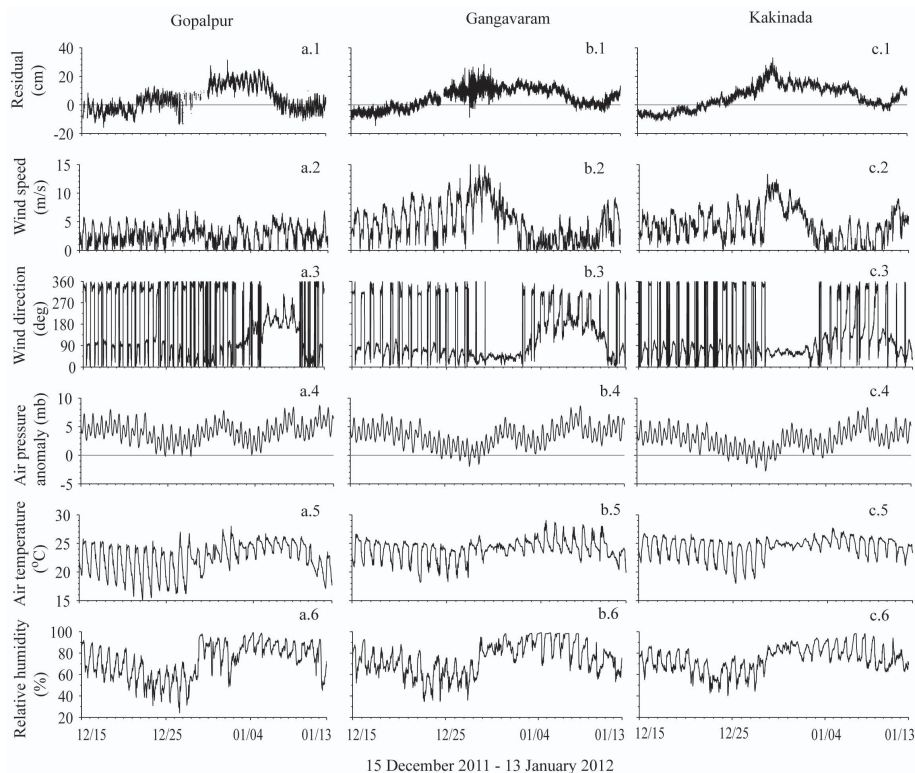 Gopalpur Gangavaram Kakinada
Residual
(cm)
40
20
0
-20
a.1 b.1 c.1
Wind speed
(m/s)
15
10
5
0
a.2 b.2 c.2
Wind direction
(deg)
360
270
180
90
0
a.3 b.3 c.3
Air pressure
anomaly (mb)
10
5
0
-5
a.4 b.4 c.4
Air temperature
(°C)
30
25
20
15
a.5 b.5 c.5
Relative humidity
(%)
100
80
60
40
20
a.6 b.6 c.6
12/15 12/25 01/04 01/13 12/15 12/25 01/04 01/13 12/15 12/25 01/04 01/13
15 December 2011 - 13 January 2012